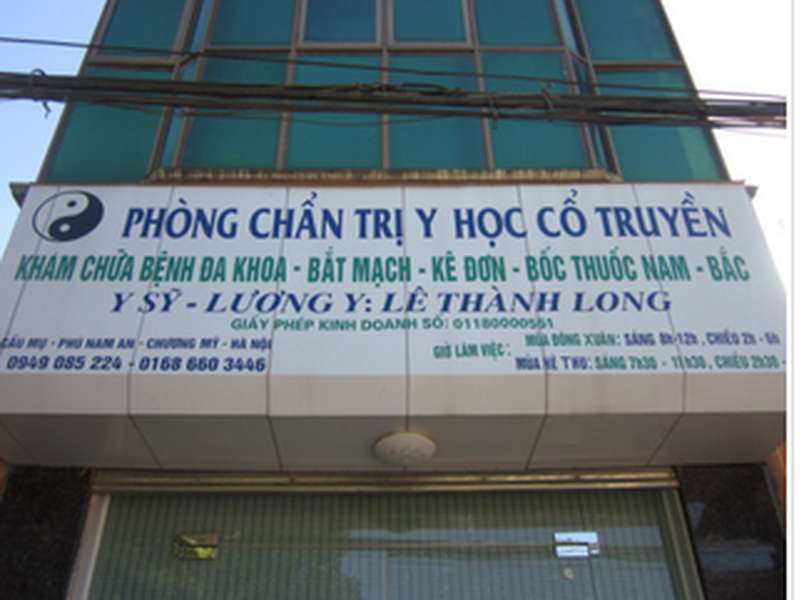 PHÒNG CHẨN TRỊ Y HỌC CỔ TRUYỀN
KHÁM CHỮA BỆNH ĐA KHOA - BẮT MẠCH - KÊ ĐƠN - BỐC THUỐC NAM - BẮC
Y SỸ - LƯƠNG Y: LÊ THÀNH LONG
GIẤY PHÉP KINH DOANH SỐ: 01180000551
CẦU MỤ - PHÚ NAM AN - CHƯƠNG MỸ - HÀ NỘI
0949 085 224 - 0168 660 3446
GIỜ LÀM VIỆC:
MÙA ĐÔNG XUÂN: SÁNG 8h-12h, CHIỀU 2h - 6h
MÙA HÈ THU: SÁNG 7h30 - 11h30, CHIỀU 2h30 -